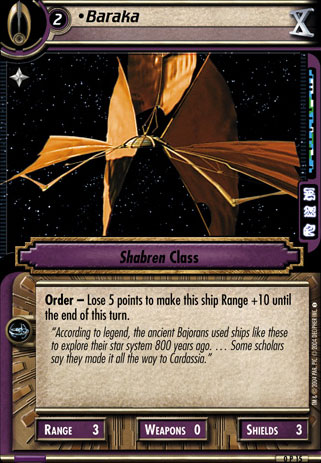 2
•Baraka
Shabren Class
Order – Lose 5 points to make this ship Range +10 until
the end of this turn.
"According to legend, the ancient Bajorans used ships like these
to explore their star system 800 years ago. … Some scholars
say they made it all the way to Cardassia."
Range 3
Weapons 0
Shields 3
0 P 15